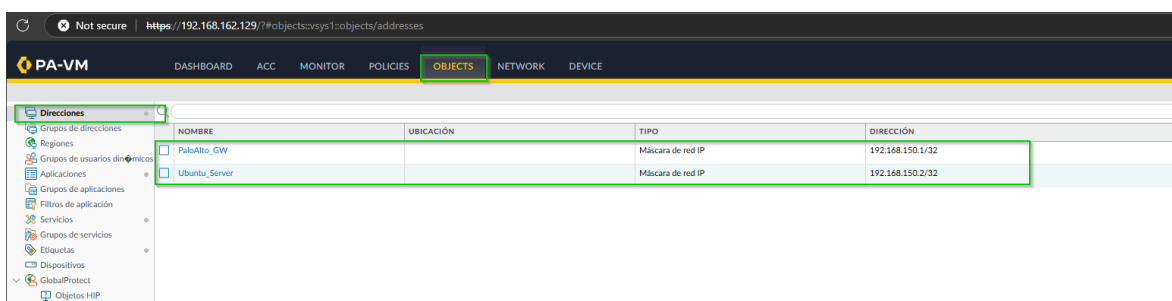 Not secure https://192.168.162.129/?#objects::vsys1::objects/addresses
PA-VM DASHBOARD ACC MONITOR POLICIES OBJECTS NETWORK DEVICE
Direcciones
Grupos de direcciones
Regiones
Grupos de usuarios din�micos
Aplicaciones
Grupos de aplicaciones
Filtros de aplicación
Servicios
Grupos de servicios
Etiquetas
Dispositivos
GlobalProtect
Objetos HIP
NOMBRE UBICACIÓN TIPO DIRECCIÓN
PaloAlto_GW Máscara de red IP 192.168.150.1/32
Ubuntu_Server Máscara de red IP 192.168.150.2/32